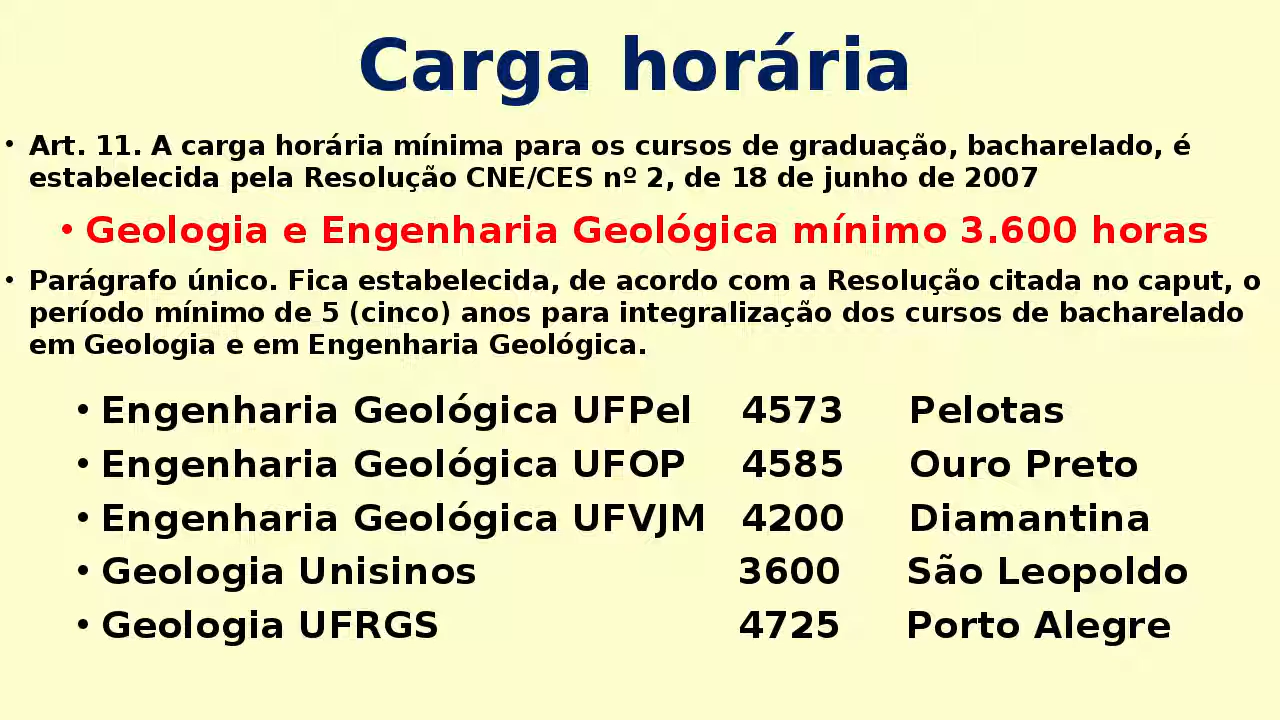 Carga horária
• Art. 11. A carga horária mínima para os cursos de graduação, bacharelado, é
estabelecida pela Resolução CNE/CES nº 2, de 18 de junho de 2007
• Geologia e Engenharia Geológica mínimo 3.600 horas
• Parágrafo único. Fica estabelecida, de acordo com a Resolução citada no caput, o
período mínimo de 5 (cinco) anos para integralização dos cursos de bacharelado
em Geologia e em Engenharia Geológica.
• Engenharia Geológica UFPel 4573 Pelotas
• Engenharia Geológica UFOP 4585 Ouro Preto
• Engenharia Geológica UFVJM 4200 Diamantina
• Geologia Unisinos 3600 São Leopoldo
• Geologia UFRGS 4725 Porto Alegre